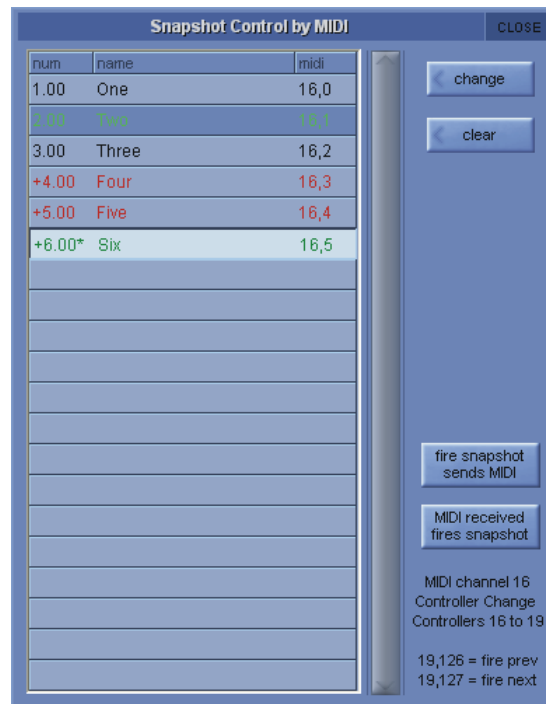 Snapshot Control by MIDI CLOSE
num name midi
1.00 One 16,0
2.00 Two 16,1
3.00 Three 16,2
+4.00 Four 16,3
+5.00 Five 16,4
+6.00* Six 16,5
change
clear
fire snapshot
sends MIDI
MIDI received
fires snapshot
MIDI channel 16
Controller Change
Controllers 16 to 19
19,126 = fire prev
19,127 = fire next